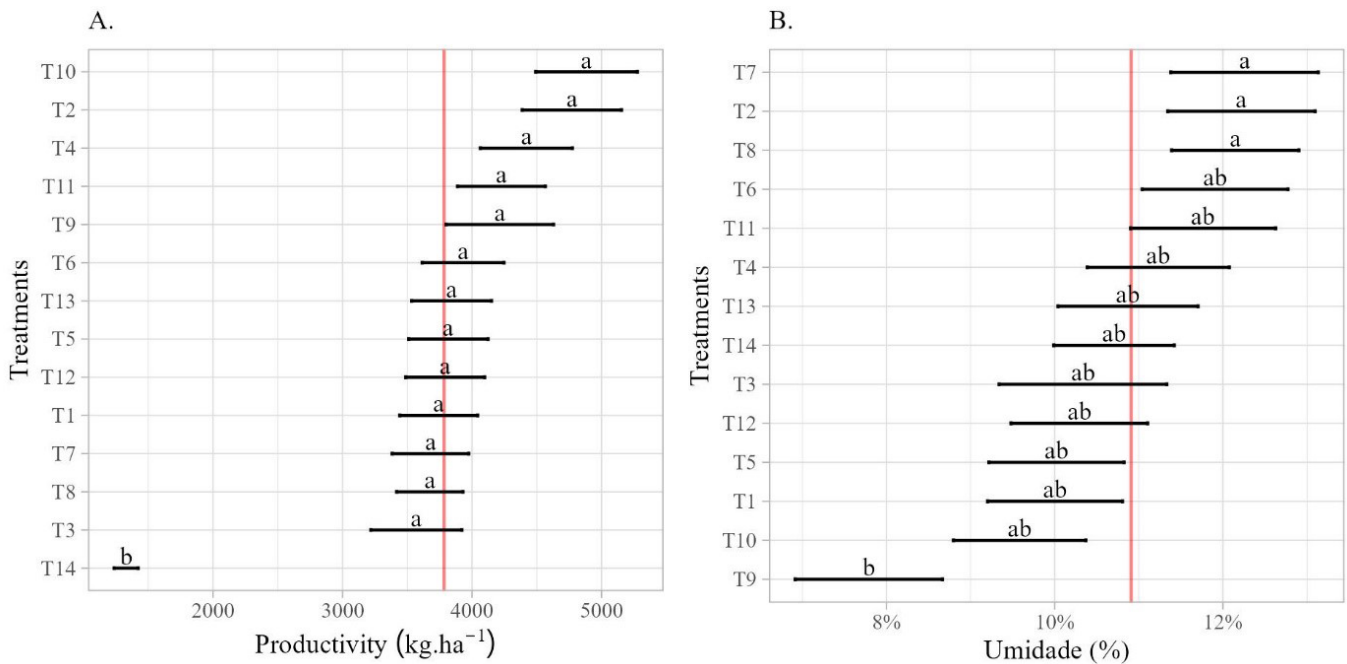 A.
Treatments
T10
a
T2
a
T4
a
T11
a
T9
a
T6
a
T13
a
T5
a
T12
a
T1
a
T7
a
T8
a
T3
a
T14
b
2000 3000 4000 5000
Productivity (kg.ha⁻¹)
B.
Treatments
T7
a
T2
a
T8
a
T6
ab
T11
ab
T4
ab
T13
ab
T14
ab
T3
ab
T12
ab
T5
ab
T1
ab
T10
ab
T9
b
8% 10% 12%
Umidade (%)